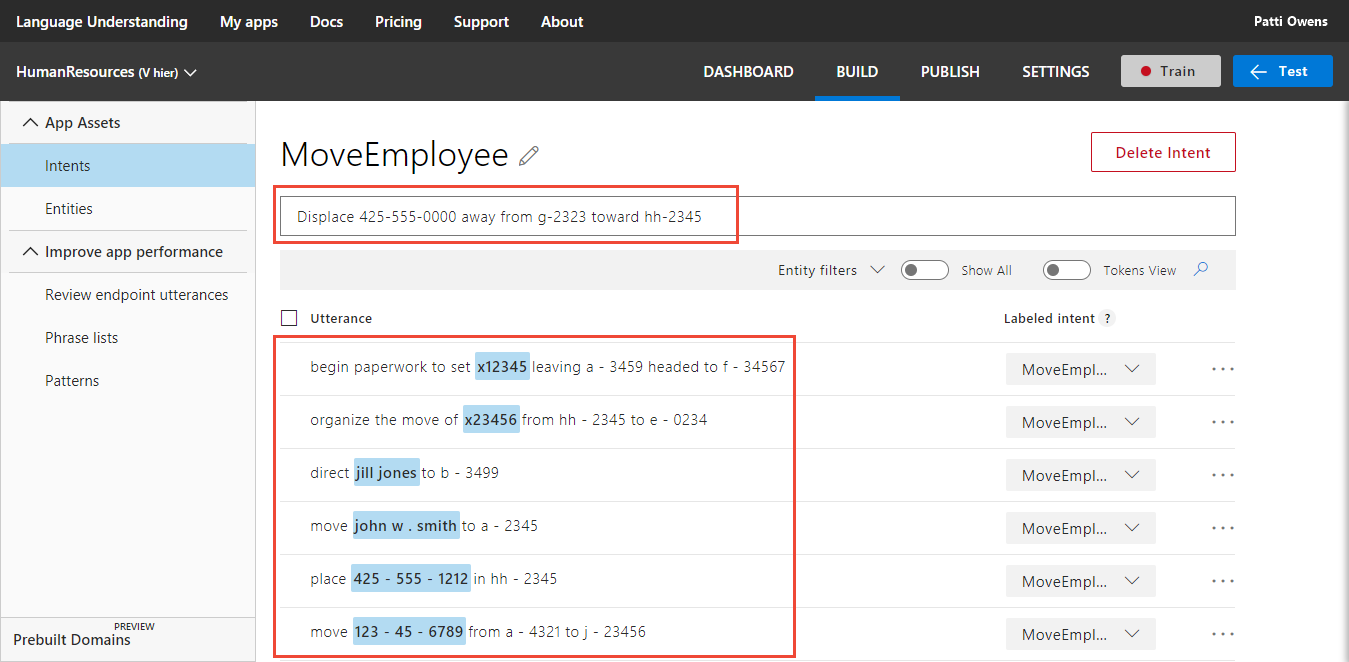 Language Understanding My apps Docs Pricing Support About Patti Owens
HumanResources (V hier) DASHBOARD BUILD PUBLISH SETTINGS Train Test
App Assets
Intents
Entities
Improve app performance
Review endpoint utterances
Phrase lists
Patterns
PREVIEW
Prebuilt Domains
MoveEmployee Delete Intent
Displace 425-555-0000 away from g-2323 toward hh-2345
Entity filters Show All Tokens View
Utterance Labeled intent ?
begin paperwork to set x12345 leaving a - 3459 headed to f - 34567 MoveEmpl... ...
organize the move of x23456 from hh - 2345 to e - 0234 MoveEmpl... ...
direct jill jones to b - 3499 MoveEmpl... ...
move john w . smith to a - 2345 MoveEmpl... ...
place 425 - 555 - 1212 in hh - 2345 MoveEmpl... ...
move 123 - 45 - 6789 from a - 4321 to j - 23456 MoveEmpl... ...